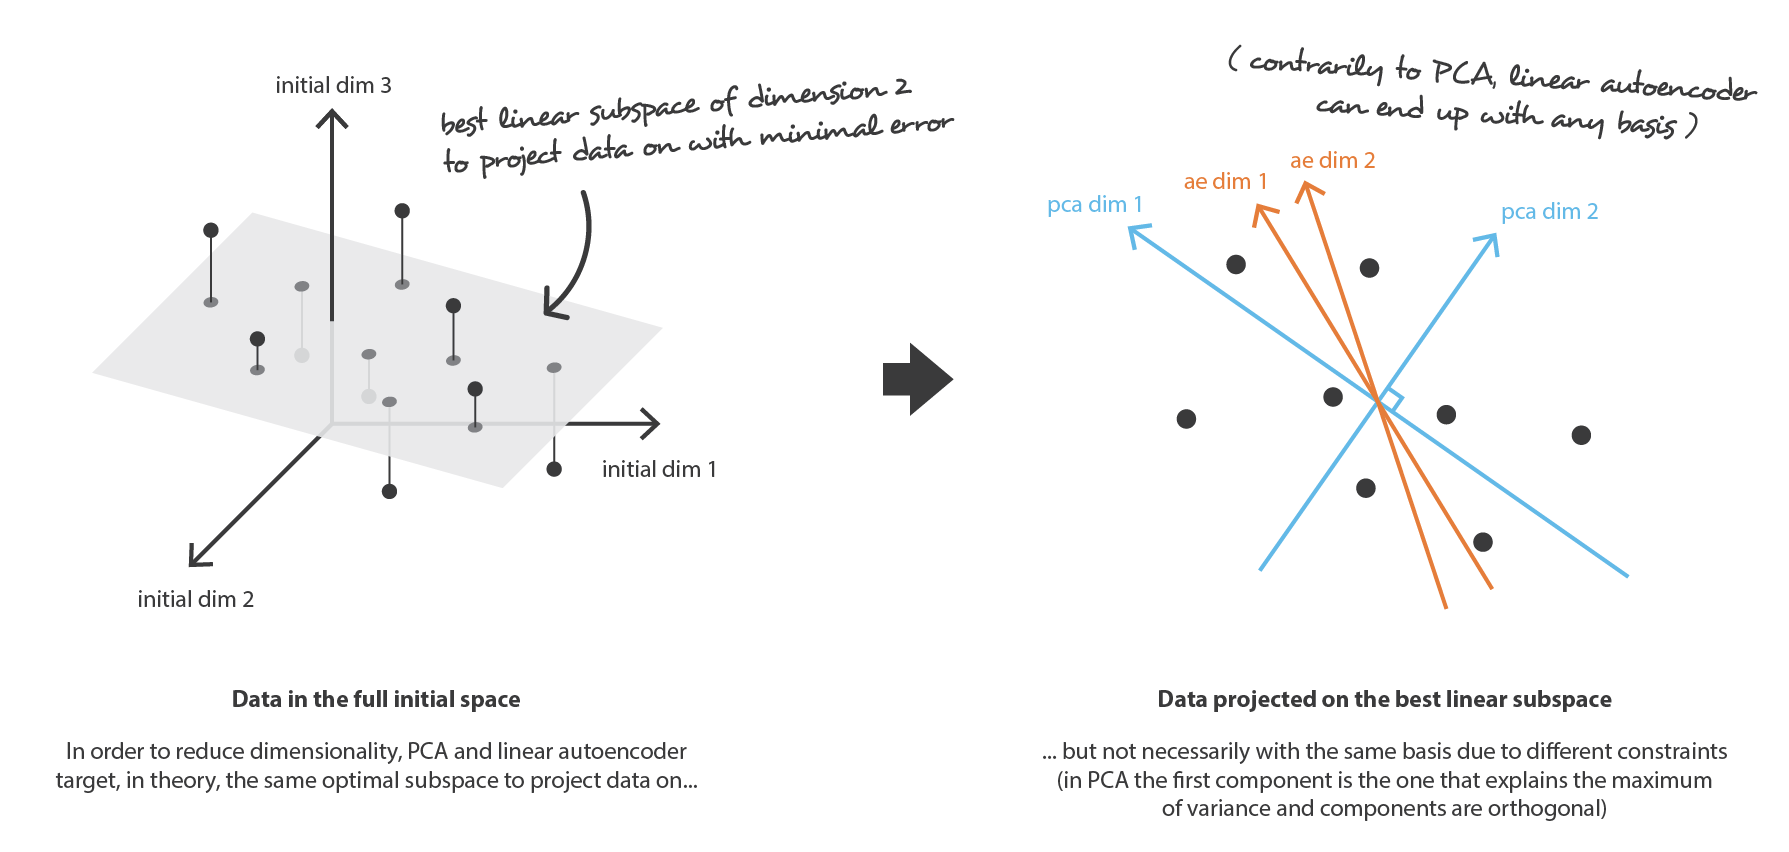 initial dim 3
best linear subspace of dimension 2
to project data on with minimal error
initial dim 1
initial dim 2
Data in the full initial space
In order to reduce dimensionality, PCA and linear autoencoder
target, in theory, the same optimal subspace to project data on...
( contrarily to PCA, linear autoencoder
can end up with any basis )
ae dim 2
ae dim 1
pca dim 1
pca dim 2
Data projected on the best linear subspace
... but not necessarily with the same basis due to different constraints
(in PCA the first component is the one that explains the maximum
of variance and components are orthogonal)